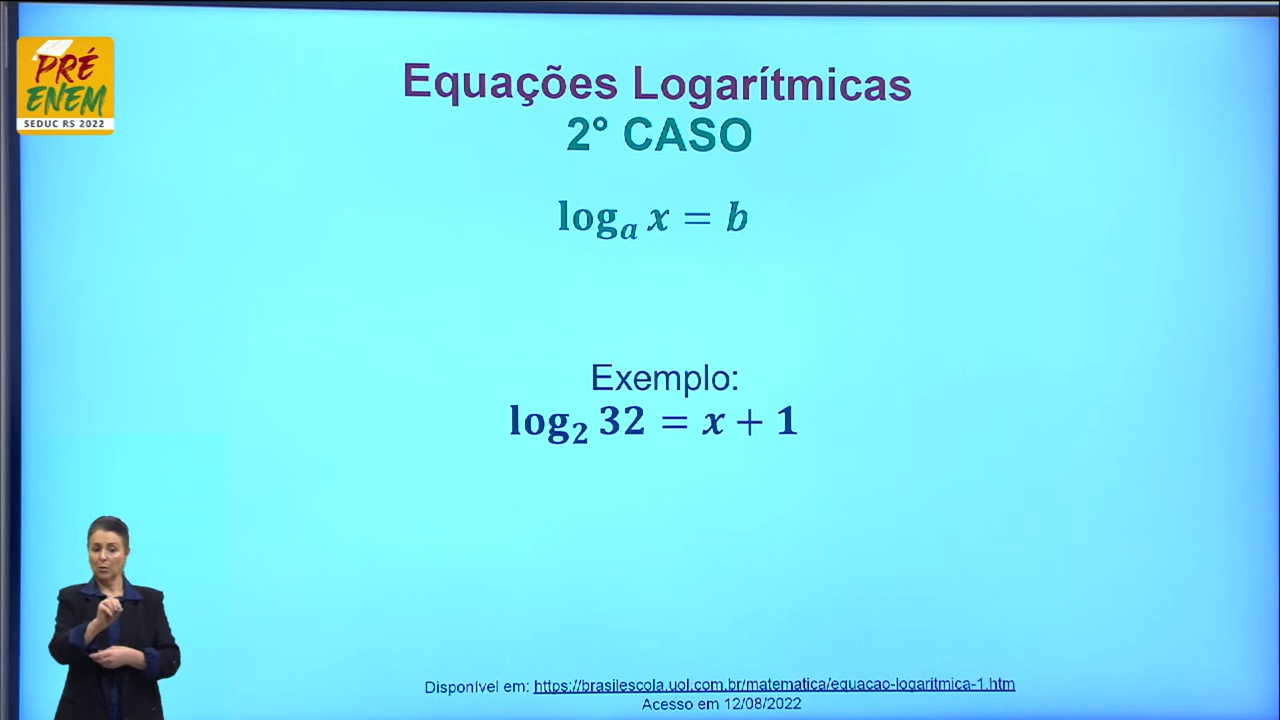 PRÉ
ENEM
SEDUC RS 2022
Equações Logarítmicas
2° CASO
logₐ x = b
Exemplo:
log₂ 32 = x + 1
Disponível em: https://brasilescola.uol.com.br/matematica/equacao-logaritmica-1.htm
Acesso em 12/08/2022